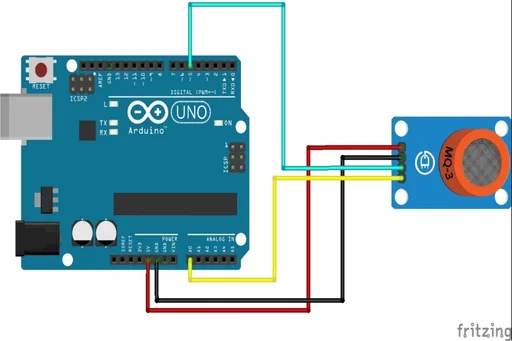 RESET
ICSP2
AREF
GND
13
12
~11
~10
~9
8
7
~6
~5
4
~3
2
TX▸1
RX◂0
DIGITAL (PWM=~)
L
TX
RX
UNO
Arduino™
ON
ICSP
1
MQ-3
IOREF
RESET
3V3
5V
GND
GND
VIN
POWER
ANALOG IN
A0
A1
A2
A3
A4
A5
fritzing